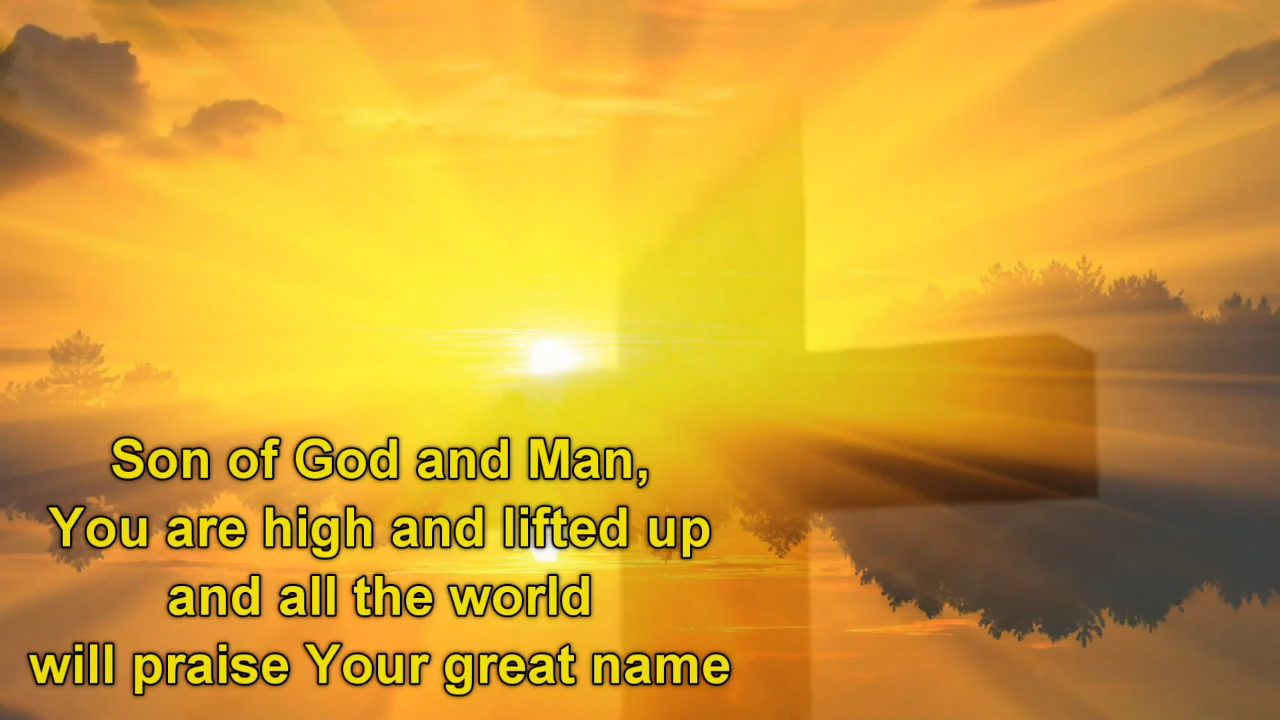 Son of God and Man,
You are high and lifted up
and all the world
will praise Your great name